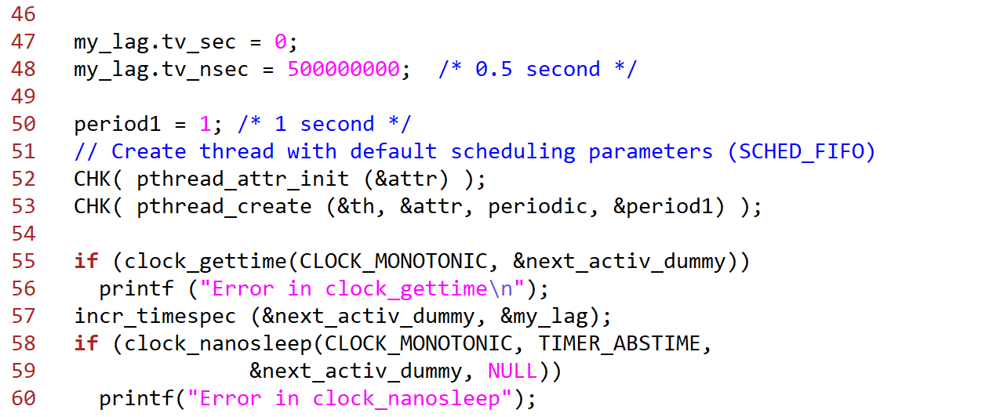 46
47   my_lag.tv_sec = 0;
48   my_lag.tv_nsec = 500000000;  /* 0.5 second */
49
50   period1 = 1; /* 1 second */
51   // Create thread with default scheduling parameters (SCHED_FIFO)
52   CHK( pthread_attr_init (&attr) );
53   CHK( pthread_create (&th, &attr, periodic, &period1) );
54
55   if (clock_gettime(CLOCK_MONOTONIC, &next_activ_dummy))
56     printf ("Error in clock_gettime\n");
57   incr_timespec (&next_activ_dummy, &my_lag);
58   if (clock_nanosleep(CLOCK_MONOTONIC, TIMER_ABSTIME,
59                 &next_activ_dummy, NULL))
60     printf("Error in clock_nanosleep");